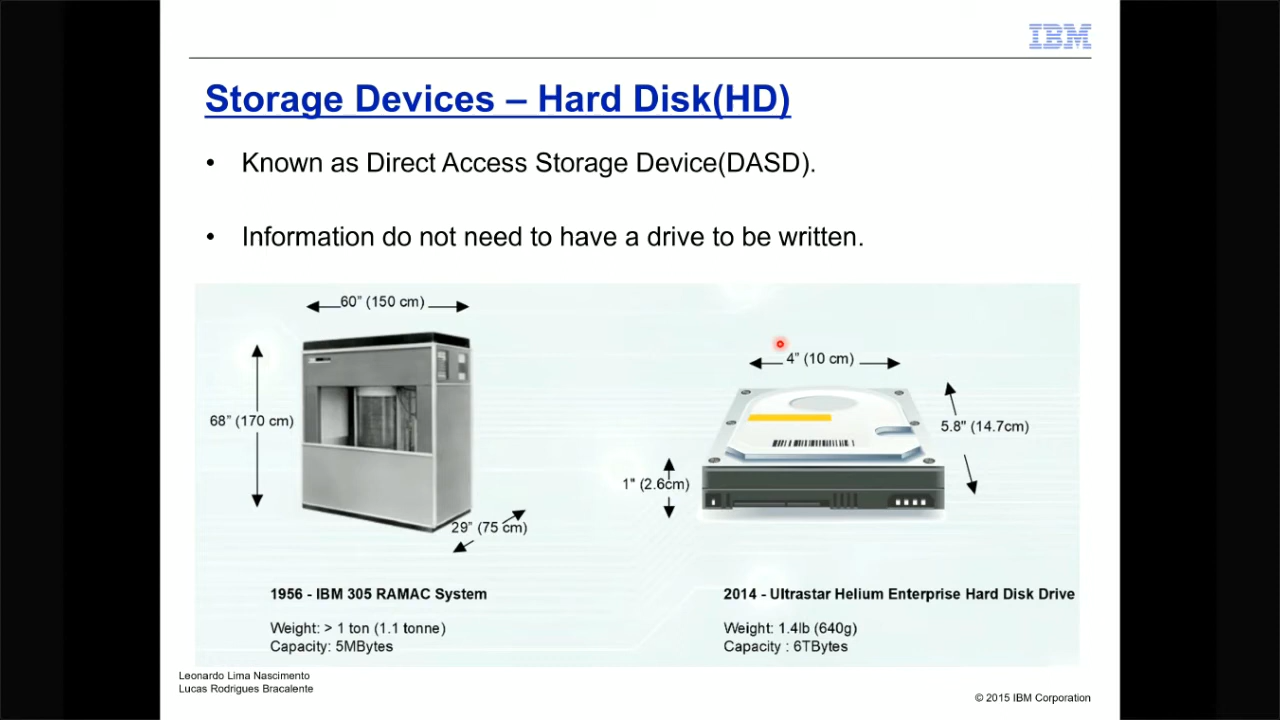 IBM
Storage Devices – Hard Disk(HD)
• Known as Direct Access Storage Device(DASD).
• Information do not need to have a drive to be written.
60” (150 cm)
68” (170 cm)
29” (75 cm)
4” (10 cm)
5.8" (14.7cm)
1" (2.6cm)
1956 - IBM 305 RAMAC System
Weight: > 1 ton (1.1 tonne)
Capacity: 5MBytes
2014 - Ultrastar Helium Enterprise Hard Disk Drive
Weight: 1.4lb (640g)
Capacity : 6TBytes
Leonardo Lima Nascimento
Lucas Rodrigues Bracalente
© 2015 IBM Corporation